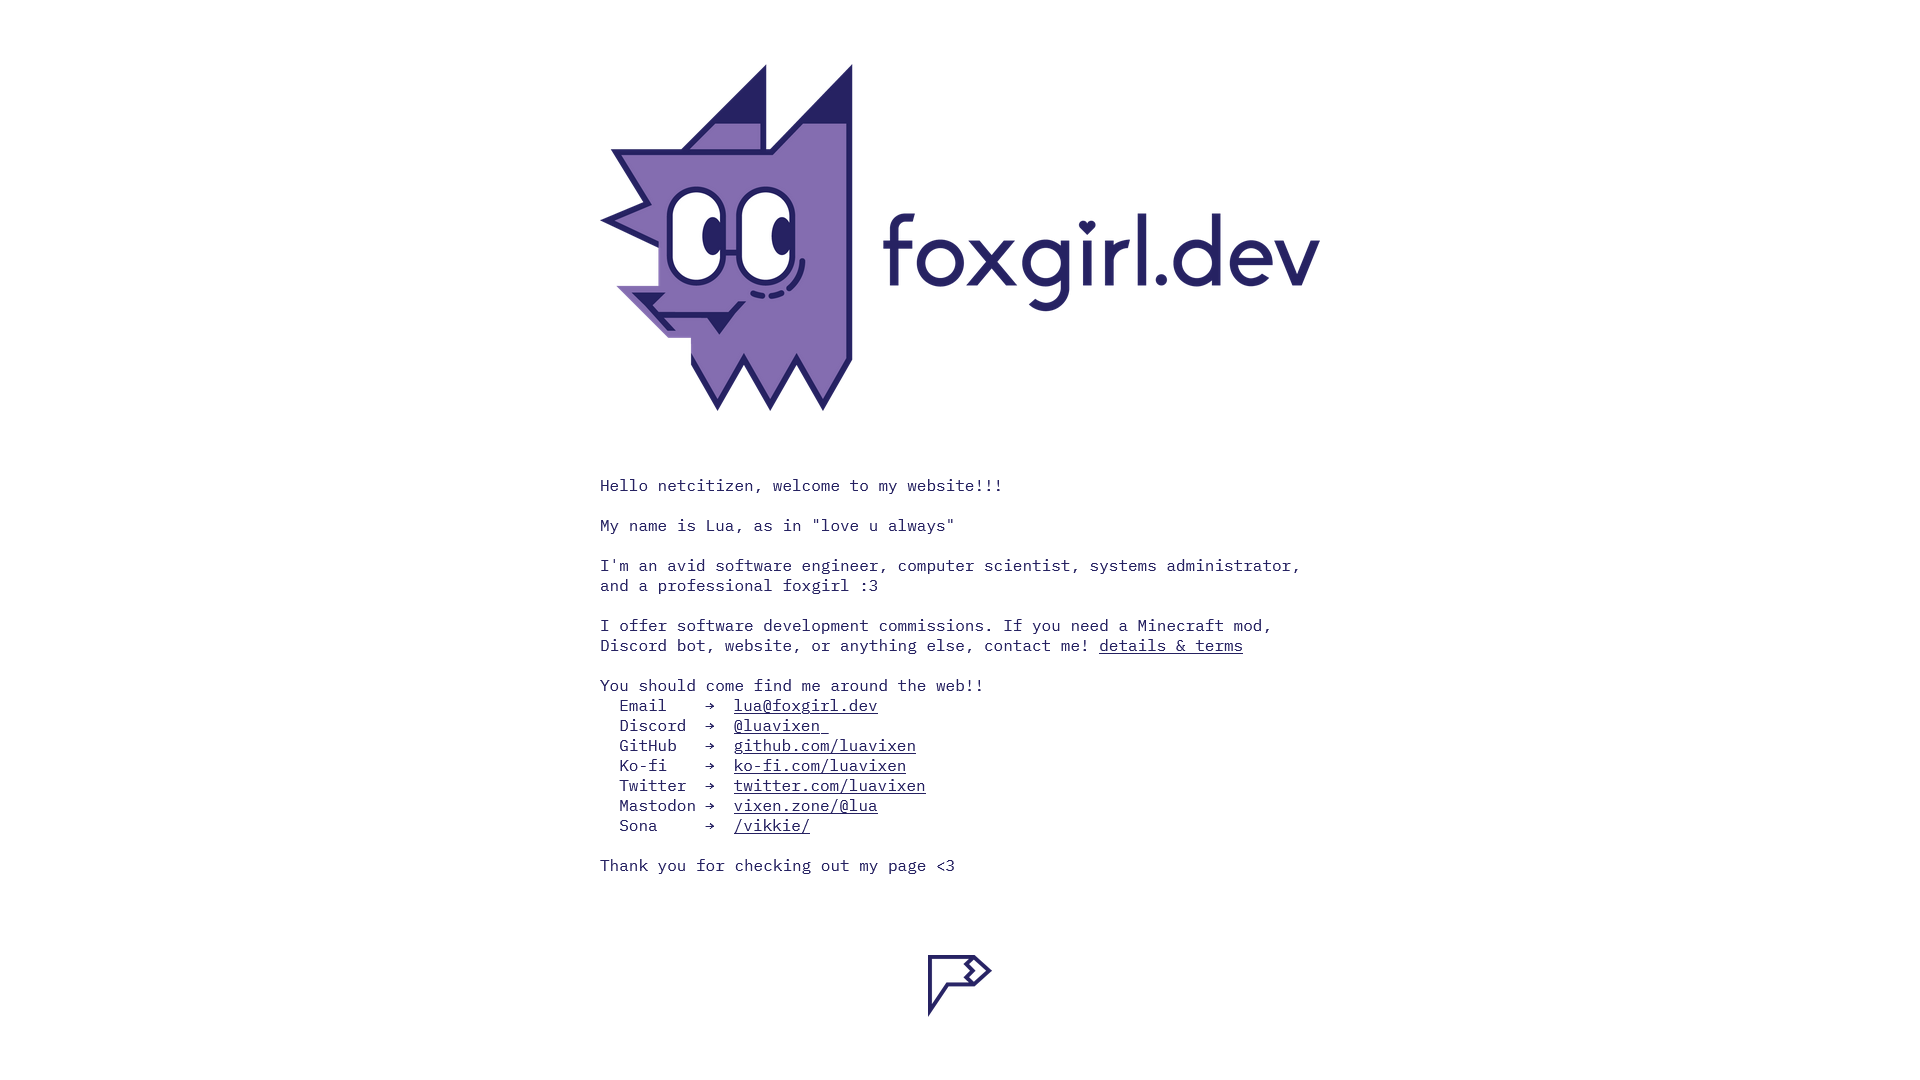 foxgirl.dev
Hello netcitizen, welcome to my website!!!
My name is Lua, as in "love u always"
I'm an avid software engineer, computer scientist, systems administrator,
and a professional foxgirl :3
I offer software development commissions. If you need a Minecraft mod,
Discord bot, website, or anything else, contact me! details & terms
You should come find me around the web!!
Email → lua@foxgirl.dev
Discord → @luavixen_
GitHub → github.com/luavixen
Ko-fi → ko-fi.com/luavixen
Twitter → twitter.com/luavixen
Mastodon → vixen.zone/@lua
Sona → /vikkie/
Thank you for checking out my page <3